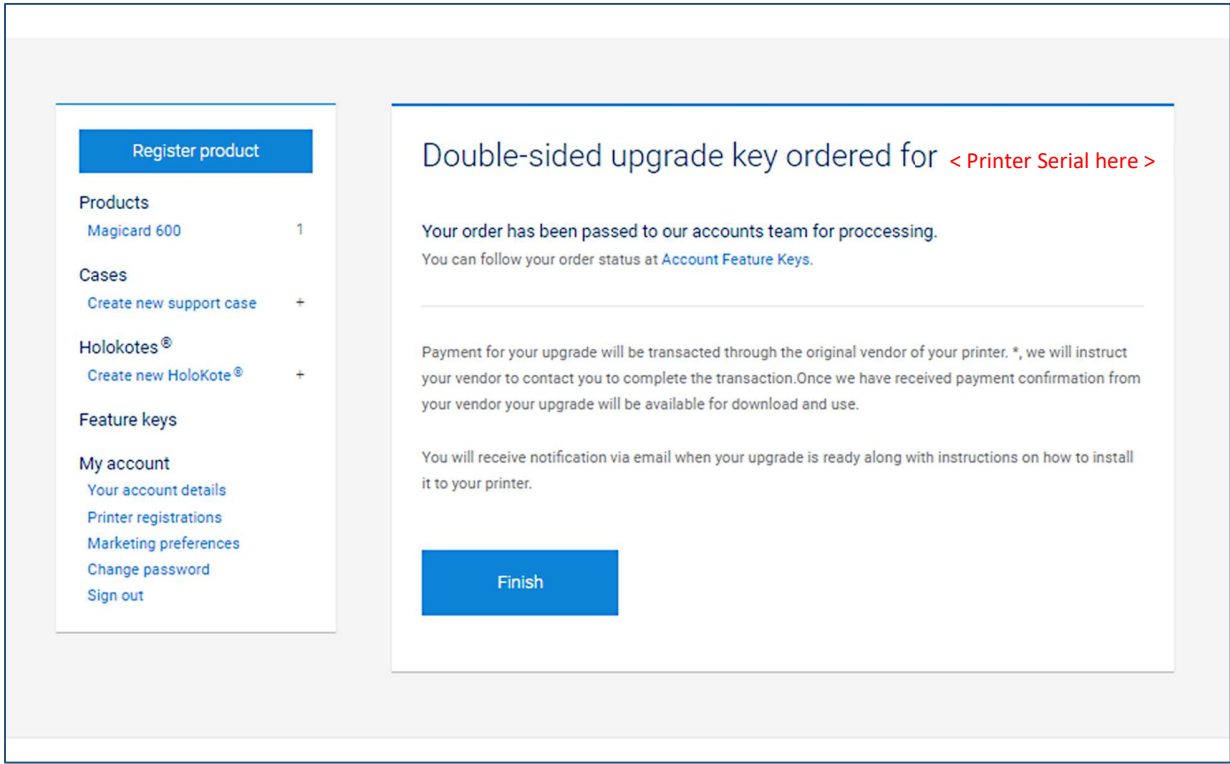 Register product
Products
Magicard 600 1
Cases
Create new support case +
Holokotes®
Create new HoloKote® +
Feature keys
My account
Your account details
Printer registrations
Marketing preferences
Change password
Sign out
Double-sided upgrade key ordered for < Printer Serial here >
Your order has been passed to our accounts team for proccessing.
You can follow your order status at Account Feature Keys.
Payment for your upgrade will be transacted through the original vendor of your printer. *, we will instruct
your vendor to contact you to complete the transaction.Once we have received payment confirmation from
your vendor your upgrade will be available for download and use.
You will receive notification via email when your upgrade is ready along with instructions on how to install
it to your printer.
Finish